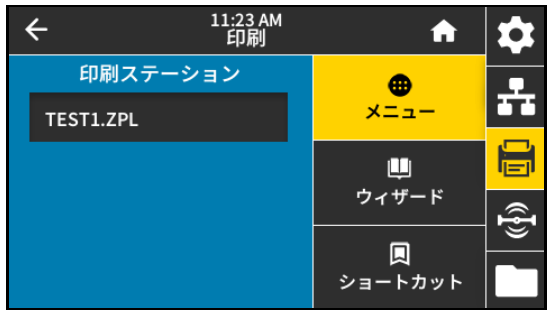 11:23 AM
印刷
印刷ステーション
TEST1.ZPL
メニュー
ウィザード
ショートカット